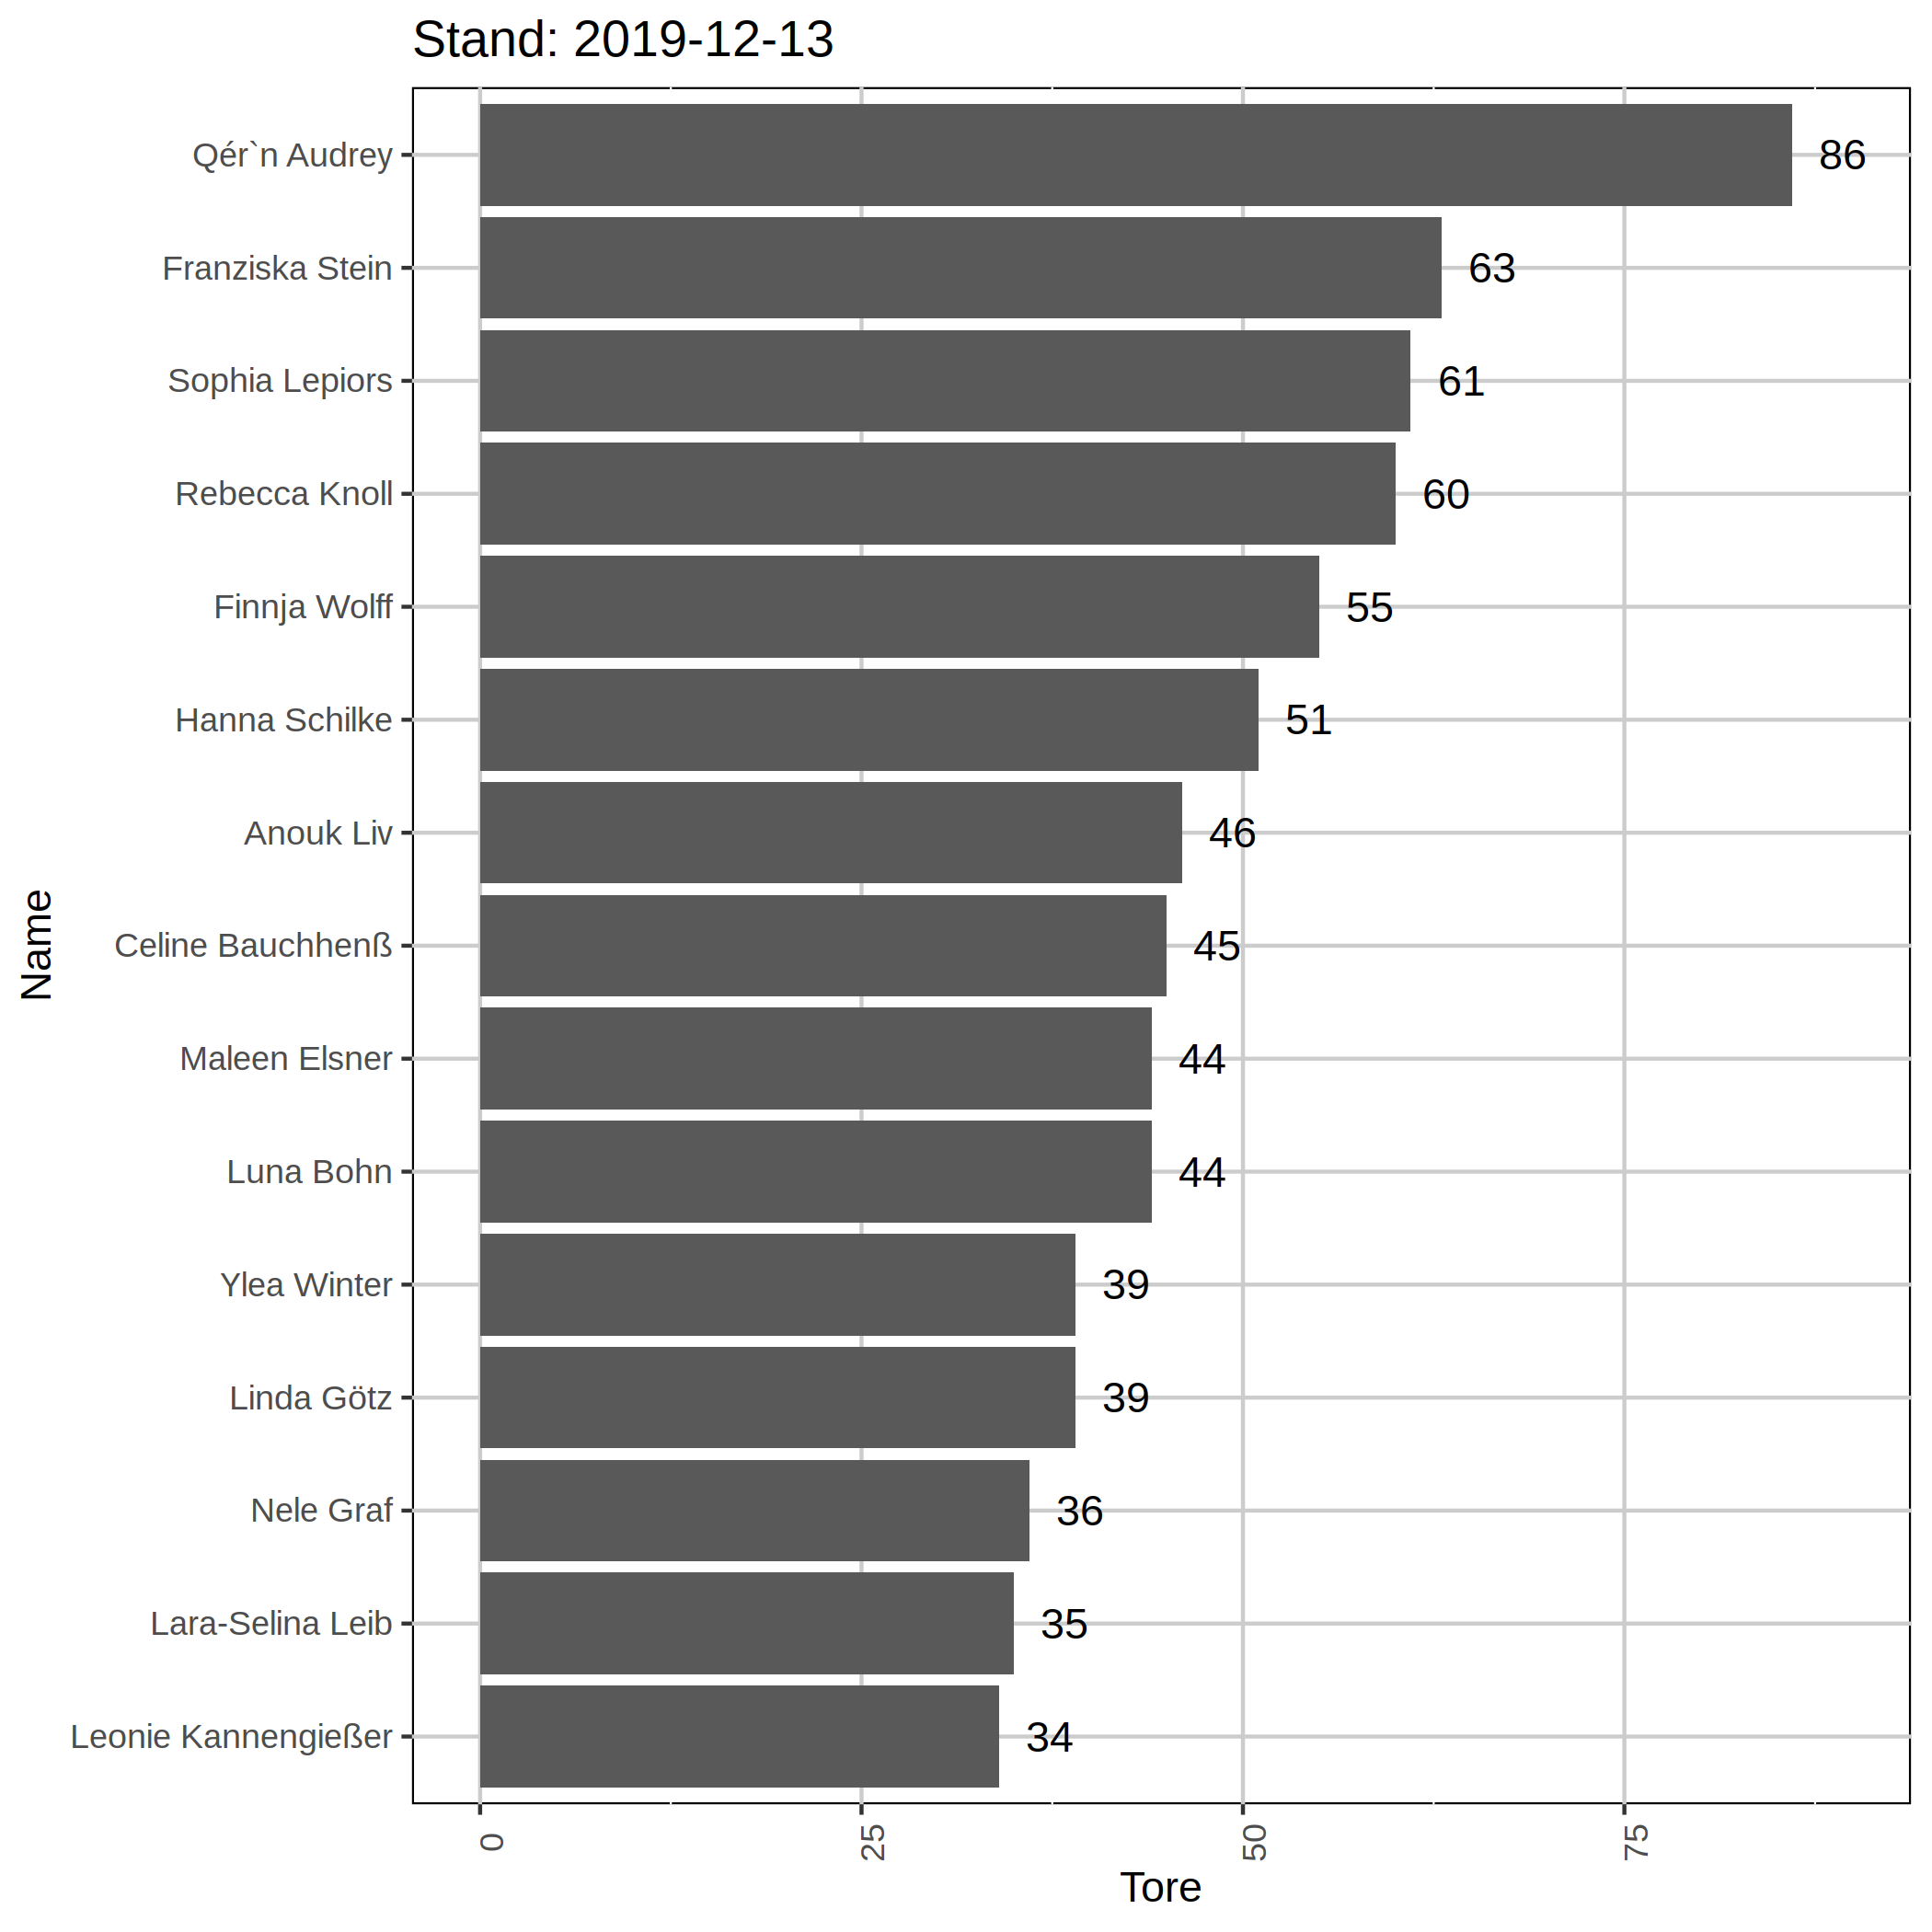 Stand: 2019-12-13
Qér`n Audrey 86
Franziska Stein 63
Sophia Lepiors 61
Rebecca Knoll 60
Finnja Wolff 55
Hanna Schilke 51
Anouk Liv 46
Celine Bauchhenß 45
Maleen Elsner 44
Luna Bohn 44
Ylea Winter 39
Linda Götz 39
Nele Graf 36
Lara-Selina Leib 35
Leonie Kannengießer 34
Name
0 25 50 75
Tore